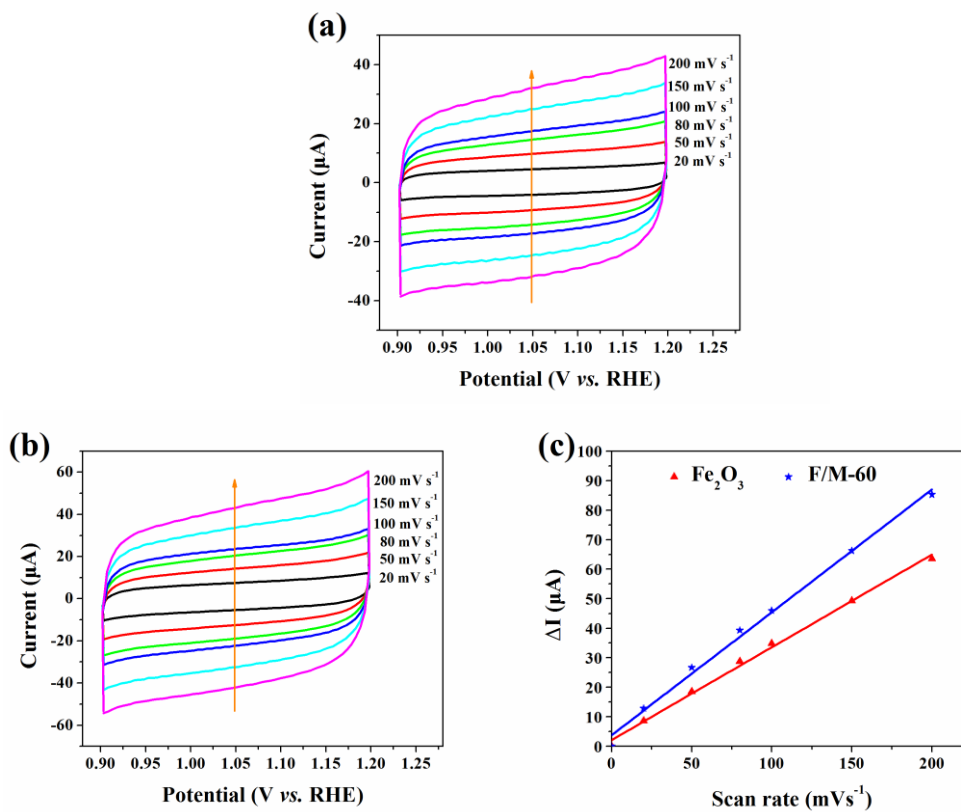 (a)
40
20
0
-20
-40
Current (µA)
200 mV s⁻¹
150 mV s⁻¹
100 mV s⁻¹
80 mV s⁻¹
50 mV s⁻¹
20 mV s⁻¹
0.90 0.95 1.00 1.05 1.10 1.15 1.20 1.25
Potential (V vs. RHE)
(b)
60
40
20
0
-20
-40
-60
Current (µA)
200 mV s⁻¹
150 mV s⁻¹
100 mV s⁻¹
80 mV s⁻¹
50 mV s⁻¹
20 mV s⁻¹
0.90 0.95 1.00 1.05 1.10 1.15 1.20 1.25
Potential (V vs. RHE)
(c)
100
90
80
70
60
50
40
30
20
10
0
ΔI (µA)
Fe₂O₃ F/M-60
0 50 100 150 200
Scan rate (mVs⁻¹)